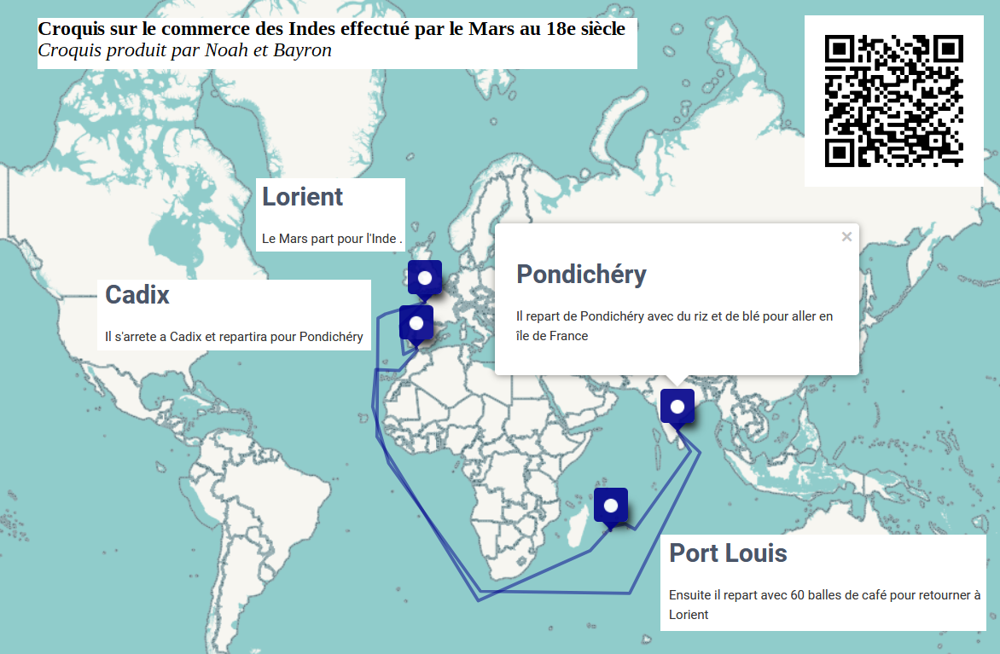 Croquis sur le commerce des Indes effectué par le Mars au 18e siècle
Croquis produit par Noah et Bayron
Lorient
Le Mars part pour l'Inde .
Cadix
Il s'arrete a Cadix et repartira pour Pondichéry
×
Pondichéry
Il repart de Pondichéry avec du riz et de blé pour aller en
île de France
Port Louis
Ensuite il repart avec 60 balles de café pour retourner à
Lorient